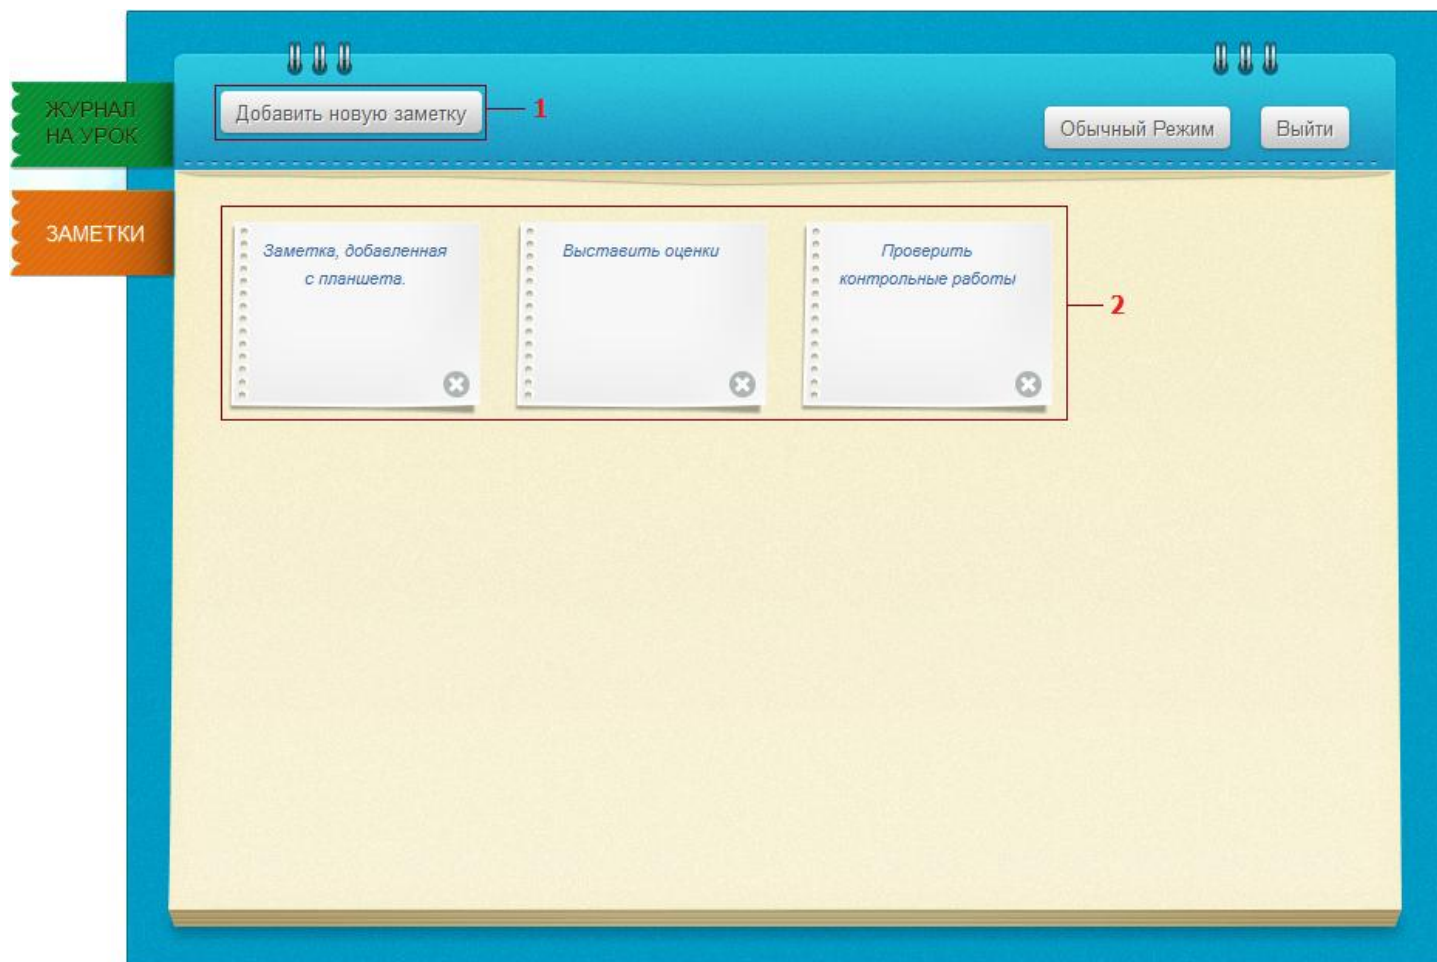 Добавить новую заметку
1
ЖУРНАЛ
НА УРОК
Обычный Режим
Выйти
ЗАМЕТКИ
Заметка, добавленная
с планшета.
Выставить оценки
Проверить
контрольные работы
2